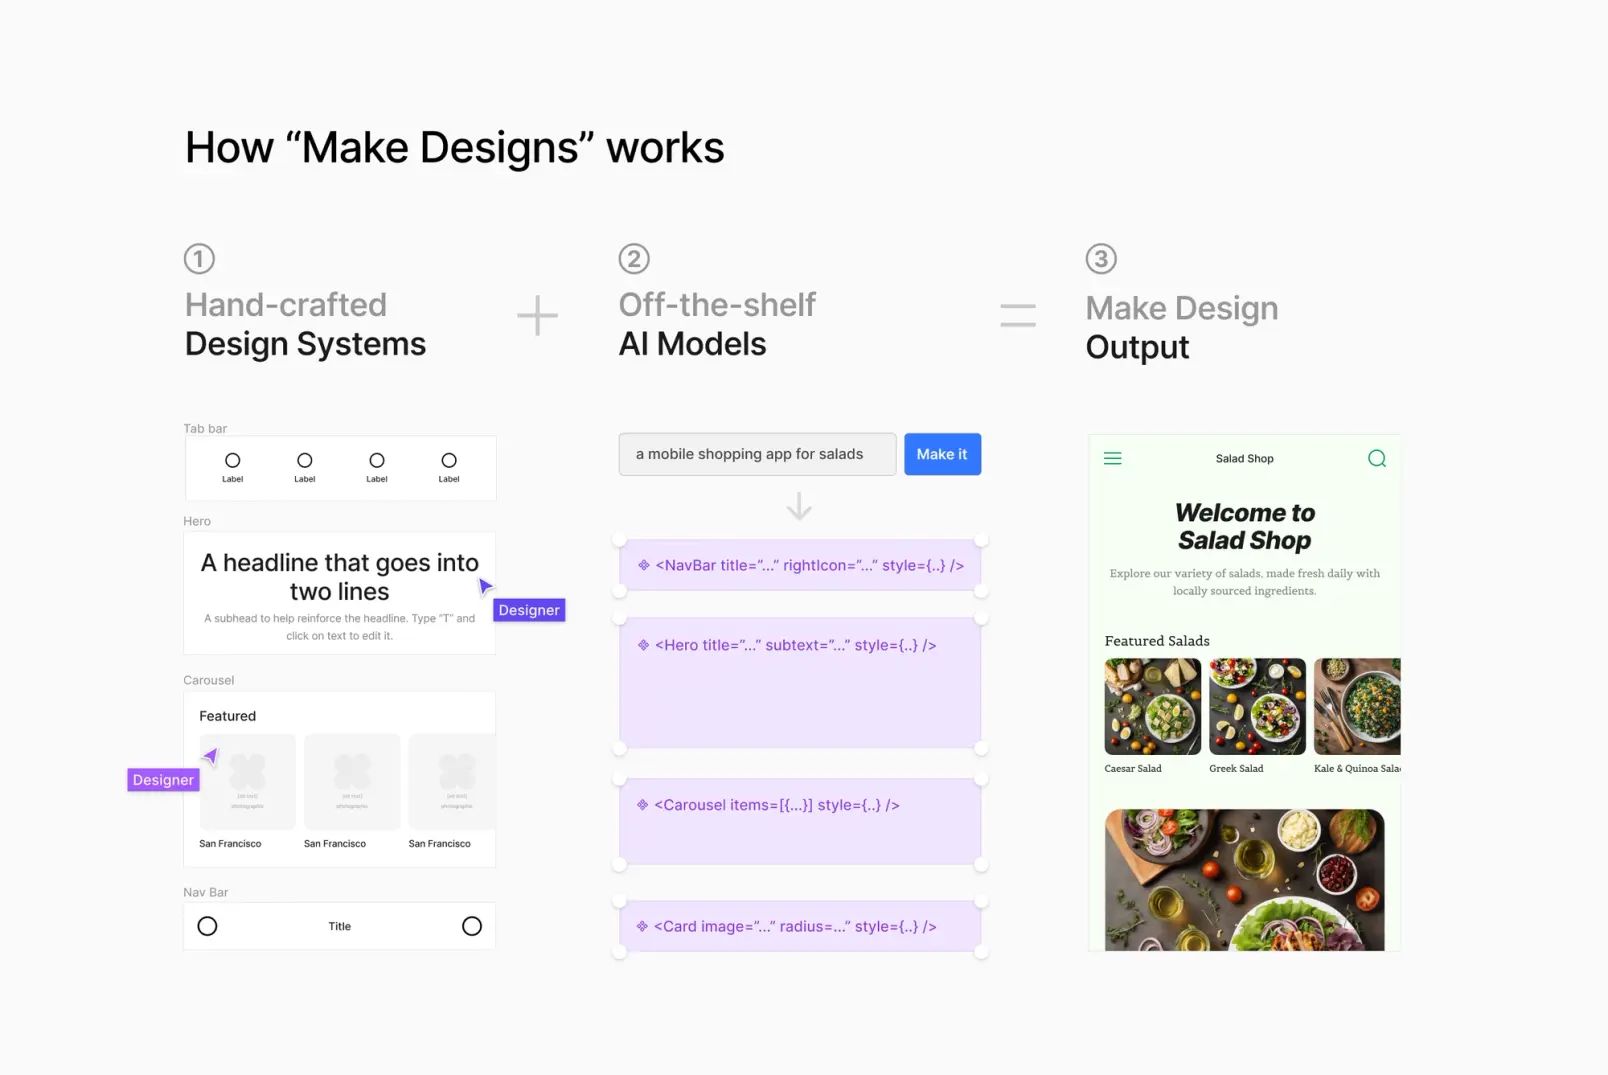 How “Make Designs” works
1
Hand-crafted
Design Systems
2
Off-the-shelf
AI Models
3
Make Design
Output
Tab bar
Label
Label
Label
Label
Hero
A headline that goes into
two lines
A subhead to help reinforce the headline. Type “T” and
click on text to edit it.
Designer
Carousel
Featured
Designer
San Francisco
San Francisco
San Francisco
Nav Bar
Title
a mobile shopping app for salads
Make it
<NavBar title=”...” rightIcon=”...” style={..} />
<Hero title=”...” subtext=”...” style={..} />
<Carousel items=[{...}] style={..} />
<Card image=”...” radius=...” style={..} />
Salad Shop
Welcome to
Salad Shop
Explore our variety of salads, made fresh daily with
locally sourced ingredients.
Featured Salads
Caesar Salad
Greek Salad
Kale & Quinoa Sala